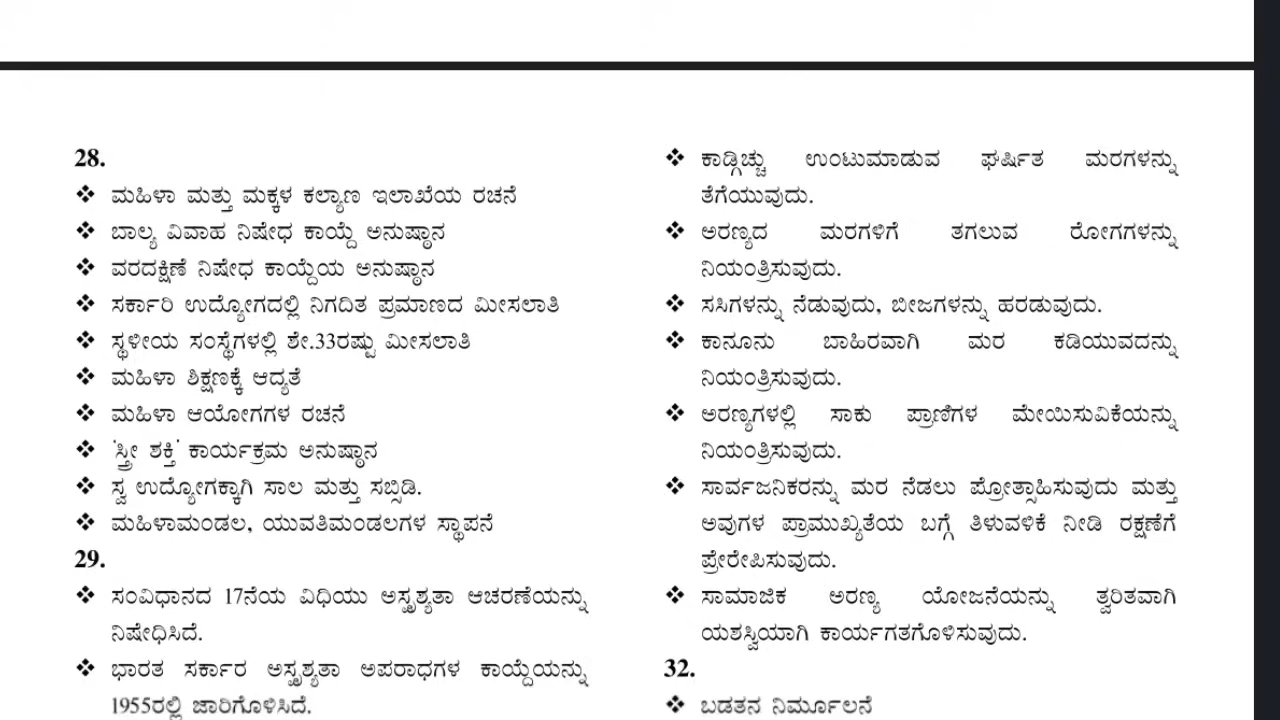 28.
❖ ಮಹಿಳಾ ಮತ್ತು ಮಕ್ಕಳ ಕಲ್ಯಾಣ ಇಲಾಖೆಯ ರಚನೆ
❖ ಬಾಲ್ಯ ವಿವಾಹ ನಿಷೇಧ ಕಾಯ್ದೆ ಅನುಷ್ಠಾನ
❖ ವರದಕ್ಷಿಣೆ ನಿಷೇಧ ಕಾಯ್ದೆಯ ಅನುಷ್ಠಾನ
❖ ಸರ್ಕಾರಿ ಉದ್ಯೋಗದಲ್ಲಿ ನಿಗದಿತ ಪ್ರಮಾಣದ ಮೀಸಲಾತಿ
❖ ಸ್ಥಳೀಯ ಸಂಸ್ಥೆಗಳಲ್ಲಿ ಶೇ.33ರಷ್ಟು ಮೀಸಲಾತಿ
❖ ಮಹಿಳಾ ಶಿಕ್ಷಣಕ್ಕೆ ಆದ್ಯತೆ
❖ ಮಹಿಳಾ ಆಯೋಗಗಳ ರಚನೆ
❖ 'ಸ್ತ್ರೀ ಶಕ್ತಿ' ಕಾರ್ಯಕ್ರಮ ಅನುಷ್ಠಾನ
❖ ಸ್ವ ಉದ್ಯೋಗಕ್ಕಾಗಿ ಸಾಲ ಮತ್ತು ಸಬ್ಸಿಡಿ.
❖ ಮಹಿಳಾಮಂಡಲ, ಯುವತಿಮಂಡಲಗಳ ಸ್ಥಾಪನೆ
29.
❖ ಸಂವಿಧಾನದ 17ನೆಯ ವಿಧಿಯು ಅಸ್ಪೃಶ್ಯತಾ ಆಚರಣೆಯನ್ನು
ನಿಷೇಧಿಸಿದೆ.
❖ ಭಾರತ ಸರ್ಕಾರ ಅಸ್ಪೃಶ್ಯತಾ ಅಪರಾಧಗಳ ಕಾಯ್ದೆಯನ್ನು
1955ರಲ್ಲಿ ಜಾರಿಗೊಳಿಸಿದೆ.
❖ ಕಾಡ್ಗಿಚ್ಚು ಉಂಟುಮಾಡುವ ಘರ್ಷಿತ ಮರಗಳನ್ನು
ತೆಗೆಯುವುದು.
❖ ಅರಣ್ಯದ ಮರಗಳಿಗೆ ತಗಲುವ ರೋಗಗಳನ್ನು
ನಿಯಂತ್ರಿಸುವುದು.
❖ ಸಸಿಗಳನ್ನು ನೆಡುವುದು, ಬೀಜಗಳನ್ನು ಹರಡುವುದು.
❖ ಕಾನೂನು ಬಾಹಿರವಾಗಿ ಮರ ಕಡಿಯುವದನ್ನು
ನಿಯಂತ್ರಿಸುವುದು.
❖ ಅರಣ್ಯಗಳಲ್ಲಿ ಸಾಕು ಪ್ರಾಣಿಗಳ ಮೇಯಿಸುವಿಕೆಯನ್ನು
ನಿಯಂತ್ರಿಸುವುದು.
❖ ಸಾರ್ವಜನಿಕರನ್ನು ಮರ ನೆಡಲು ಪ್ರೋತ್ಸಾಹಿಸುವುದು ಮತ್ತು
ಅವುಗಳ ಪ್ರಾಮುಖ್ಯತೆಯ ಬಗ್ಗೆ ತಿಳುವಳಿಕೆ ನೀಡಿ ರಕ್ಷಣೆಗೆ
ಪ್ರೇರೇಪಿಸುವುದು.
❖ ಸಾಮಾಜಿಕ ಅರಣ್ಯ ಯೋಜನೆಯನ್ನು ತ್ವರಿತವಾಗಿ
ಯಶಸ್ವಿಯಾಗಿ ಕಾರ್ಯಗತಗೊಳಿಸುವುದು.
32.
❖ ಬಡತನ ನಿರ್ಮೂಲನೆ